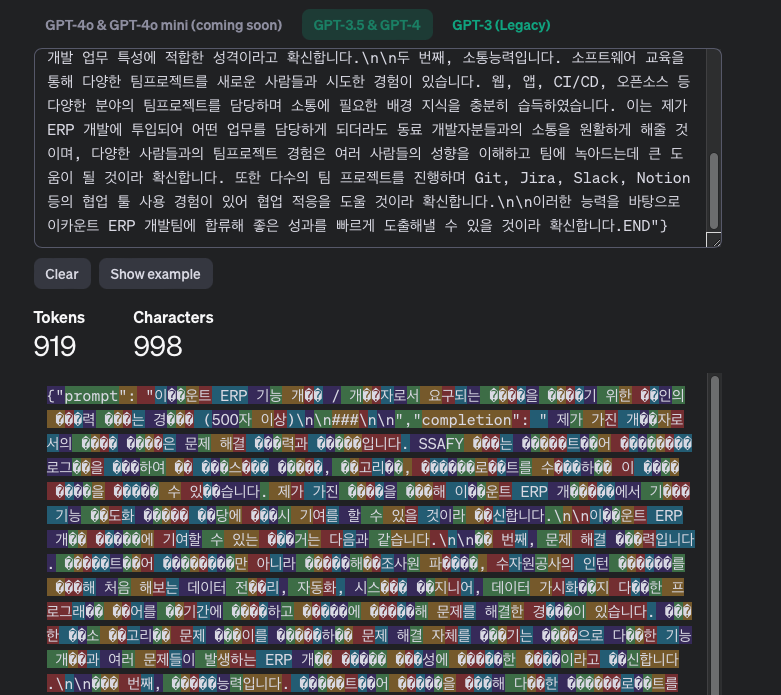 GPT-4o & GPT-4o mini (coming soon) GPT-3.5 & GPT-4 GPT-3 (Legacy)
개발 업무 특성에 적합한 성격이라고 확신합니다.\n\n두 번째, 소통능력입니다. 소프트웨어 교육을
통해 다양한 팀프로젝트를 새로운 사람들과 시도한 경험이 있습니다. 웹, 앱, CI/CD, 오픈소스 등
다양한 분야의 팀프로젝트를 담당하며 소통에 필요한 배경 지식을 충분히 습득하였습니다. 이는 제가
ERP 개발에 투입되어 어떤 업무를 담당하게 되더라도 동료 개발자분들과의 소통을 원활하게 해줄 것
이며, 다양한 사람들과의 팀프로젝트 경험은 여러 사람들의 성향을 이해하고 팀에 녹아드는데 큰 도
움이 될 것이라 확신합니다. 또한 다수의 팀 프로젝트를 진행하며 Git, Jira, Slack, Notion
등의 협업 툴 사용 경험이 있어 협업 적응을 도울 것이라 확신합니다.\n\n이러한 능력을 바탕으로
이카운트 ERP 개발팀에 합류해 좋은 성과를 빠르게 도출해낼 수 있을 것이라 확신합니다.END"}
Clear Show example
Tokens Characters
919 998
{"prompt": "이��운트 ERP 기능 개�� / 개��자로서 요구되는 ����을 ����기 위한 ��인의
���력 ���는 경��� (500자 이상)\n\n###\n\n","completion": " 제가 가진 개��자로
서의 ���� ����은 문제 해결 ���력과 �����입니다. SSAFY ���는 �����트��어 ��������
로그��을 ���하여 �� ���스��� �����, ��고리��, ������로��트를 수���하�� 이 ����
����을 ����� 수 있��습니다. 제가 가진 ����을 ���해 이��운트 ERP 개�����에서 기���
기능 ��도화 ����� ��당에 ���시 기여를 할 수 있을 것이라 ��신합니다.\n\n이��운트 ERP
개�� �����에 기여할 수 있는 ���거는 다음과 같습니다.\n\n�� 번째, 문제 해결 ���력입니다
. �����트��어 ��������만 아니라 �����해��조사원 파����, 수자원공사의 인턴 ������를
���해 처음 해보는 데이터 전��리, 자동화, 시스��� ��지니어, 데이터 가시화��지 다��한 프
로그래�� ��어를 ��기간에 ����하고 �����에 �����해 문제를 해결한 경���이 있습니다. ���
한 ��소 ��고리�� 문제 ���이를 �����하�� 문제 해결 자체를 ���기는 ����으로 다��한 기능
개��과 여러 문제들이 발생하는 ERP 개�� ����� ���성에 �����한 ����이라고 ��신합니다
.\n\n��� 번째, �����능력입니다. �����트��어 �����을 ���해 다��한 ������로��트를